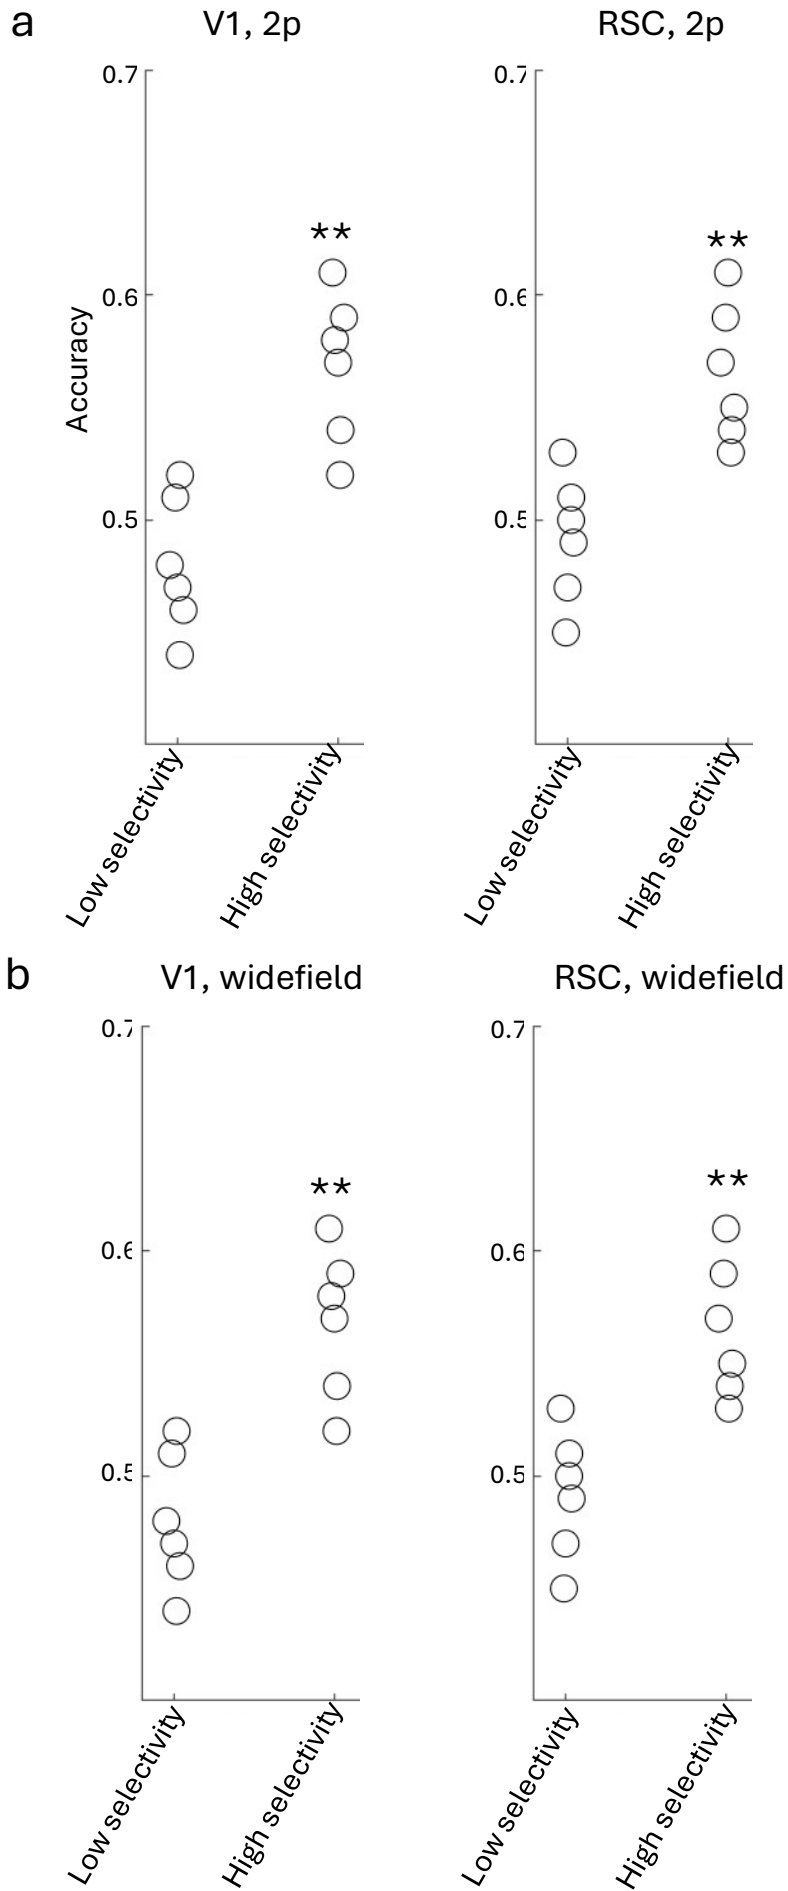 a
V1, 2p
RSC, 2p
Accuracy
0.7
0.6
0.5
**
Low selectivity
High selectivity
0.7
0.6
0.5
**
Low selectivity
High selectivity
b
V1, widefield
RSC, widefield
0.7
0.6
0.5
**
Low selectivity
High selectivity
0.7
0.6
0.5
**
Low selectivity
High selectivity